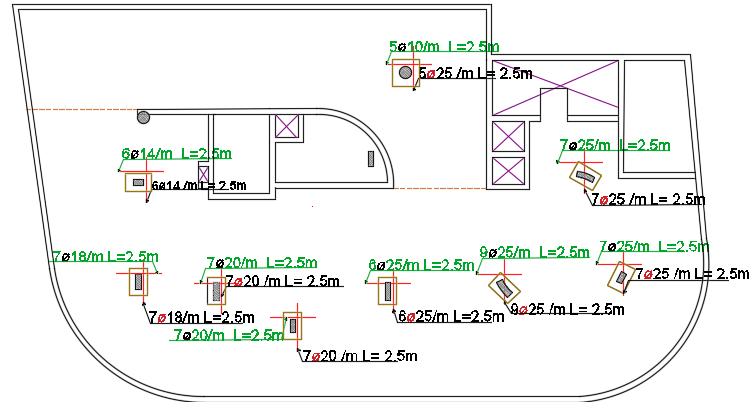 5ø10/m L=2.5m
5ø25 /m L= 2.5m
7ø25/m L=2.5m
6ø14/m L=2.5m
6ø14 /m L= 2.5m
7ø25 /m L= 2.5m
7ø18/m L=2.5m
7ø20/m L=2.5m
7ø20 /m L= 2.5m
6ø25/m L=2.5m
9ø25/m L=2.5m
7ø25/m L=2.5m
7ø25 /m L= 2.5m
7ø18/m L= 2.5m
6ø25/m L= 2.5m
9ø25 /m L= 2.5m
7ø20/m L=2.5m
7ø20 /m L= 2.5m